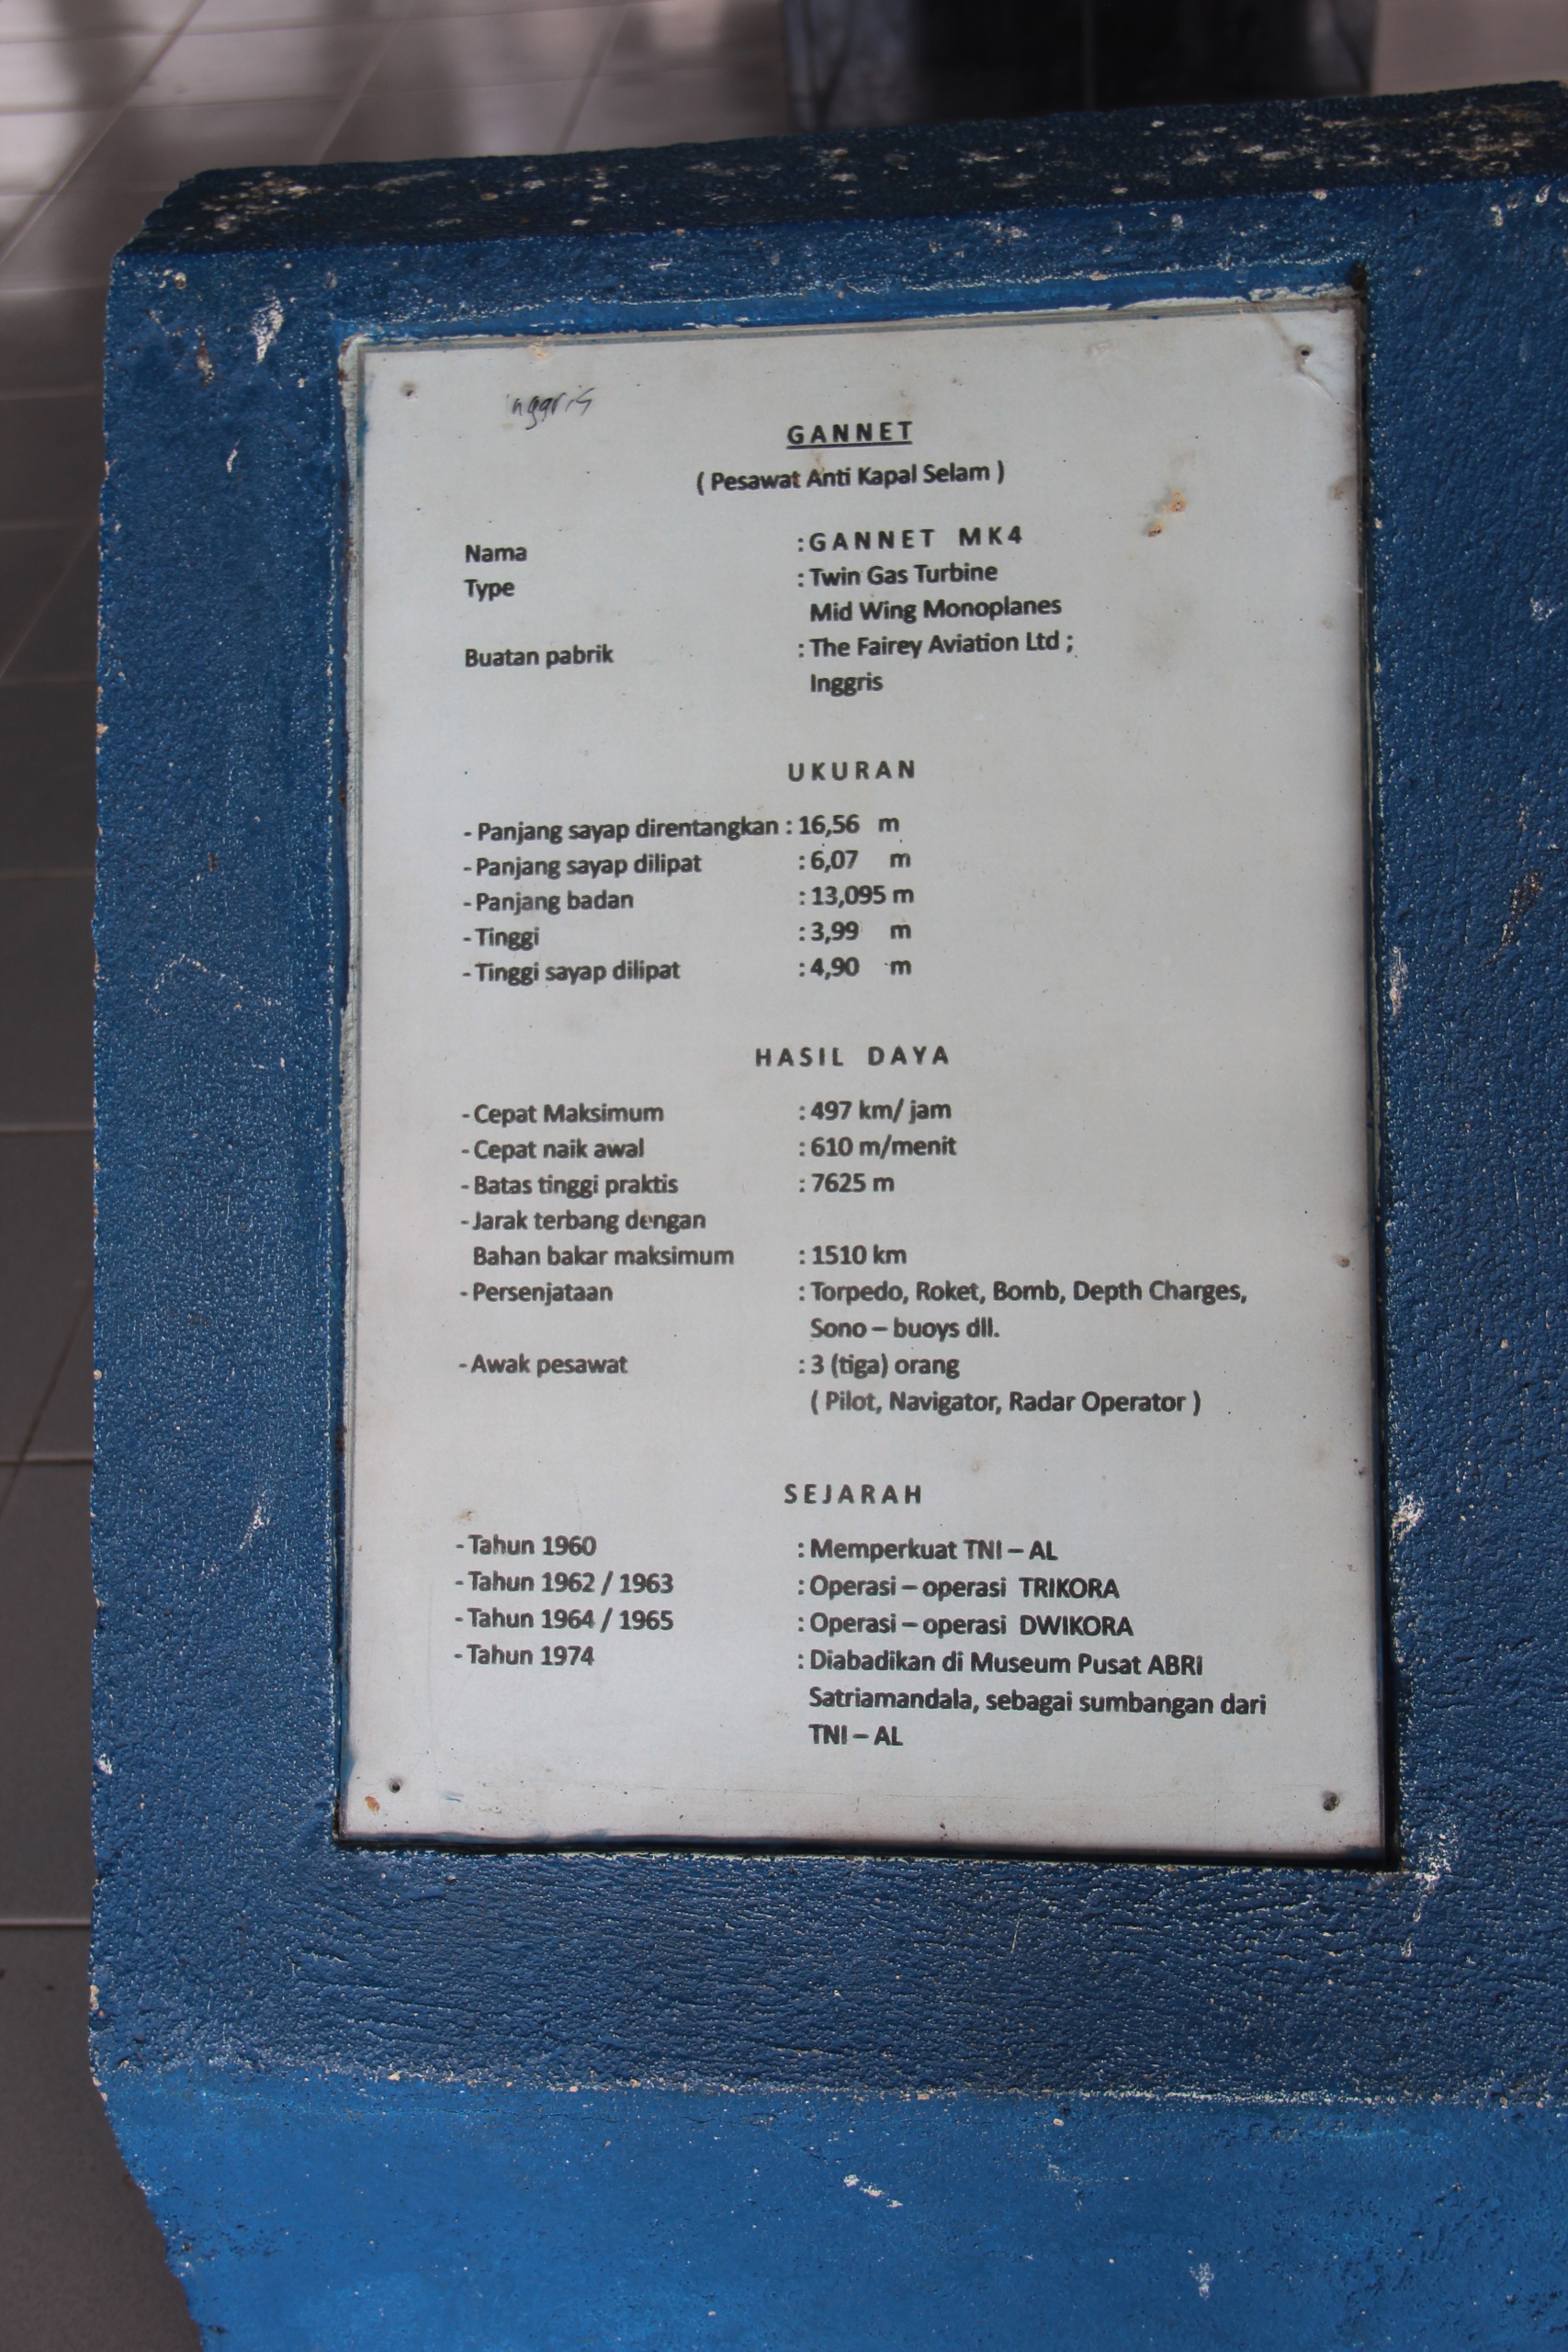 inggris
GANNET
( Pesawat Anti Kapal Selam )
Nama : GANNET MK4
Type : Twin Gas Turbine
Mid Wing Monoplanes
Buatan pabrik : The Fairey Aviation Ltd ;
Inggris
UKURAN
- Panjang sayap direntangkan : 16,56 m
- Panjang sayap dilipat : 6,07 m
- Panjang badan : 13,095 m
- Tinggi : 3,99 m
- Tinggi sayap dilipat : 4,90 m
HASIL DAYA
- Cepat Maksimum : 497 km/ jam
- Cepat naik awal : 610 m/menit
- Batas tinggi praktis : 7625 m
- Jarak terbang dengan
Bahan bakar maksimum : 1510 km
- Persenjataan : Torpedo, Roket, Bomb, Depth Charges,
Sono – buoys dll.
- Awak pesawat : 3 (tiga) orang
( Pilot, Navigator, Radar Operator )
SEJARAH
- Tahun 1960 : Memperkuat TNI – AL
- Tahun 1962 / 1963 : Operasi – operasi TRIKORA
- Tahun 1964 / 1965 : Operasi – operasi DWIKORA
- Tahun 1974 : Diabadikan di Museum Pusat ABRI
Satriamandala, sebagai sumbangan dari
TNI – AL